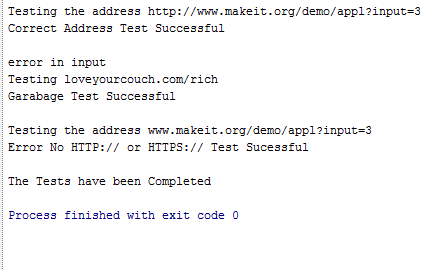 Testing the address http://www.makeit.org/demo/appl?input=3
Correct Address Test Successful
error in input
Testing loveyourcouch.com/rich
Garabage Test Successful
Testing the address www.makeit.org/demo/appl?input=3
Error No HTTP:// or HTTPS:// Test Sucessful
The Tests have been Completed
Process finished with exit code 0